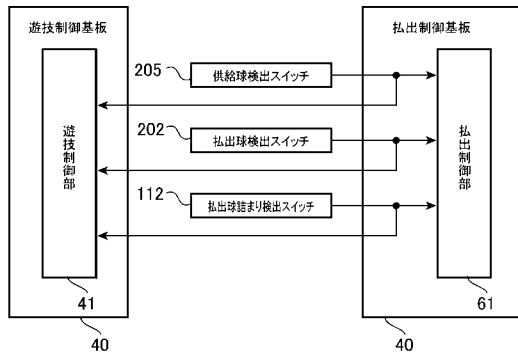 遊技制御基板
払出制御基板
遊技制御部
払出制御部
205
供給球検出スイッチ
202
払出球検出スイッチ
112
払出球詰まり検出スイッチ
41
61
40
40